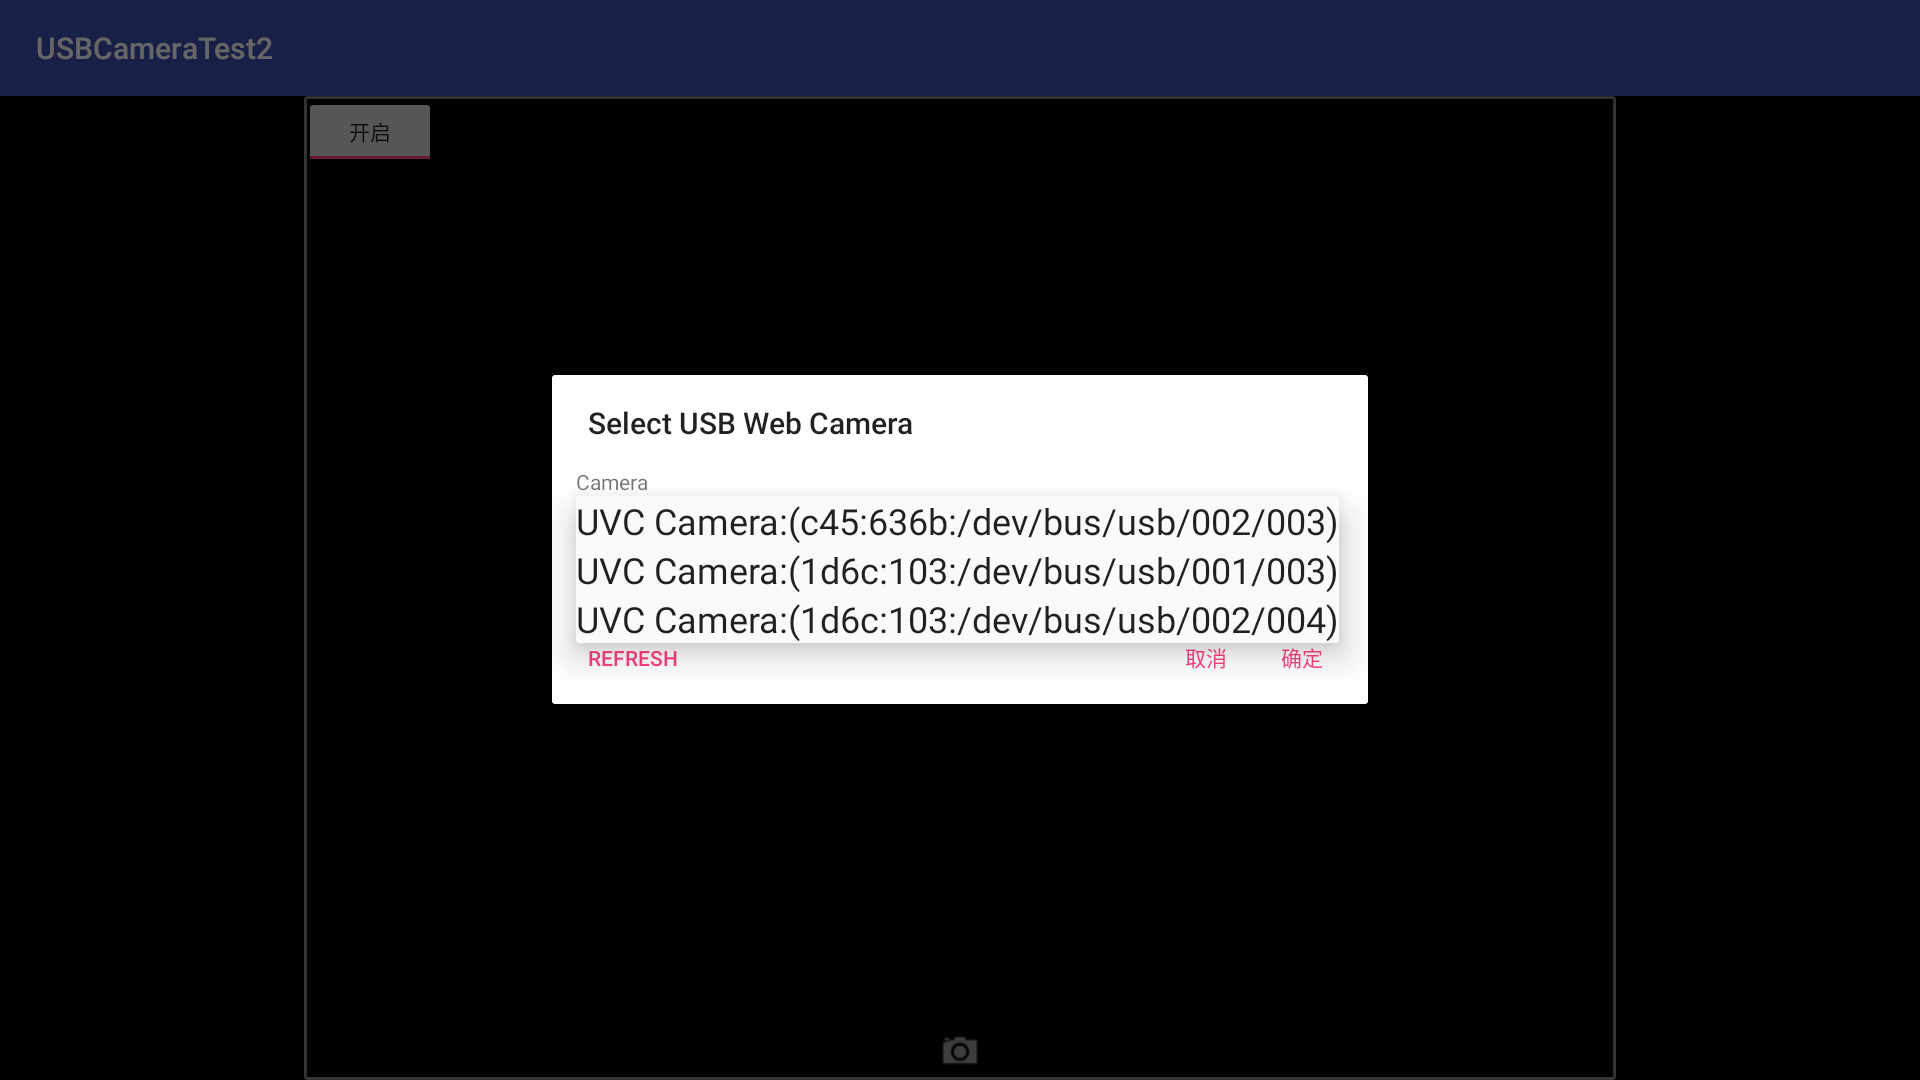 USBCameraTest2
开启
Select USB Web Camera
Camera
UVC Camera:(c45:636b:/dev/bus/usb/002/003)
UVC Camera:(1d6c:103:/dev/bus/usb/001/003)
UVC Camera:(1d6c:103:/dev/bus/usb/002/004)
REFRESH 取消 确定